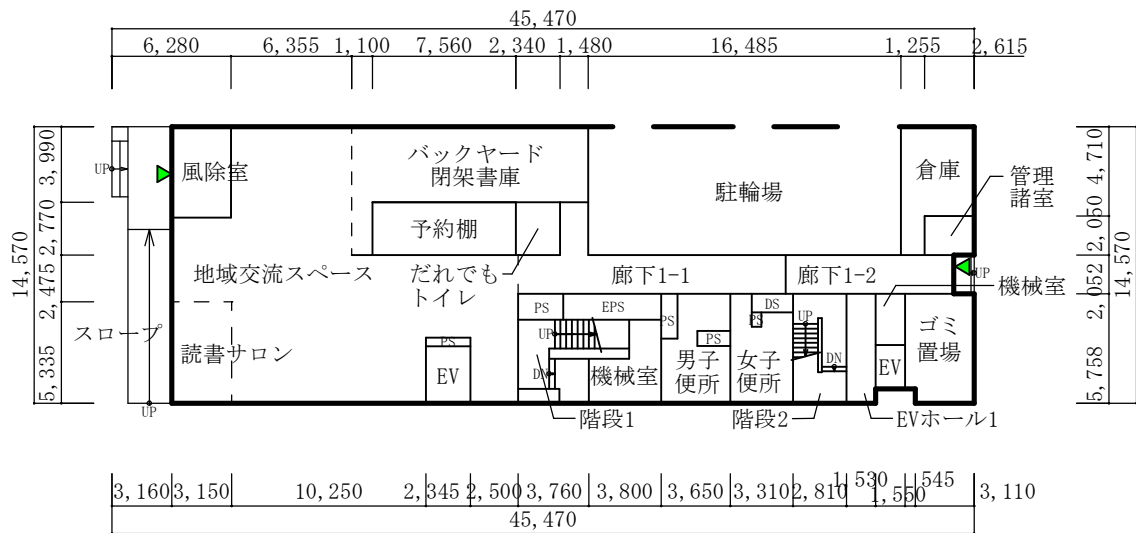 45,470
6,280 6,355 1,100 7,560 2,340 1,480 16,485 1,255 2,615
14,570
3,990
2,770
2,475
5,335
UP
風除室
バックヤード
閉架書庫
駐輪場
倉庫
管理
諸室
予約棚
地域交流スペース
だれでも
トイレ
廊下1-1
廊下1-2
UP
機械室
スロープ
UP
読書サロン
PS
EV
PS
EPS
UP
DN
機械室
階段1
PS
PS
男子
便所
DS
PS
女子
便所
UP
DN
階段2
EV
EVホール1
ゴミ
置場
4,710
2,050
2,052
5,758
14,570
3,160 3,150 10,250 2,345 2,500 3,760 3,800 3,650 3,310 2,810 1,530 1,550 545 3,110
45,470